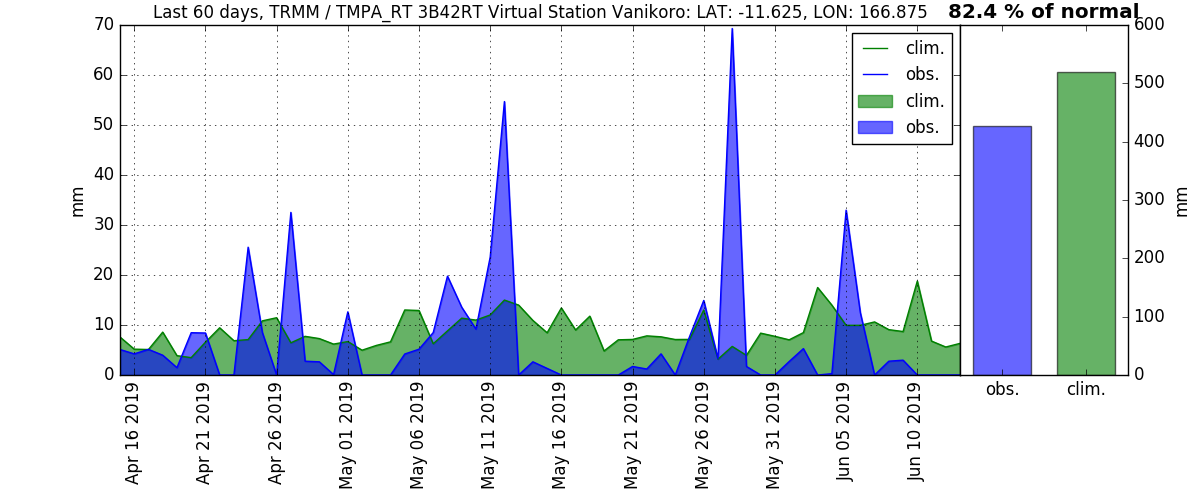 Last 60 days, TRMM / TMPA_RT 3B42RT Virtual Station Vanikoro: LAT: -11.625, LON: 166.875
82.4 % of normal
70
60
50
40
30
20
10
0
mm
clim.
obs.
clim.
obs.
600
500
400
300
200
100
0
mm
Apr 16 2019
Apr 21 2019
Apr 26 2019
May 01 2019
May 06 2019
May 11 2019
May 16 2019
May 21 2019
May 26 2019
May 31 2019
Jun 05 2019
Jun 10 2019
obs.
clim.